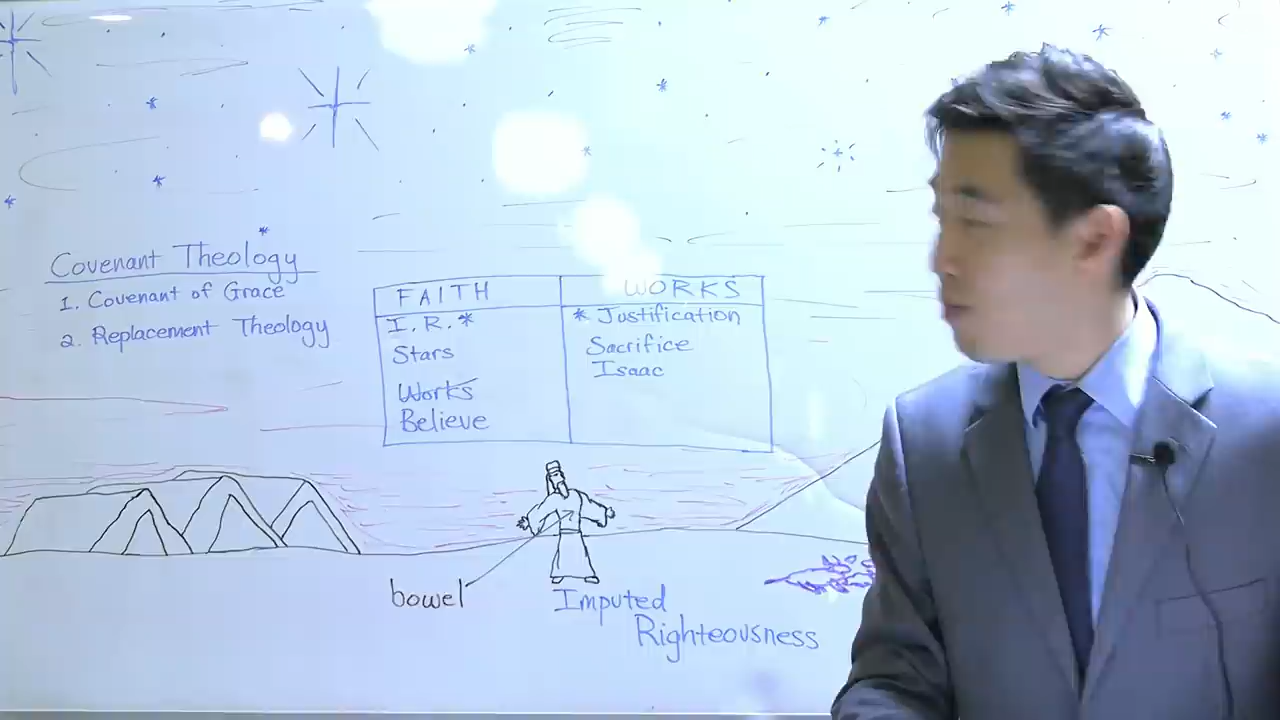 Covenant Theology
1. Covenant of Grace
2. Replacement Theology
FAITH
I.R.*
Stars
Works
Believe
WORKS
* Justification
Sacrifice
Isaac
bowel
Imputed
Righteousness